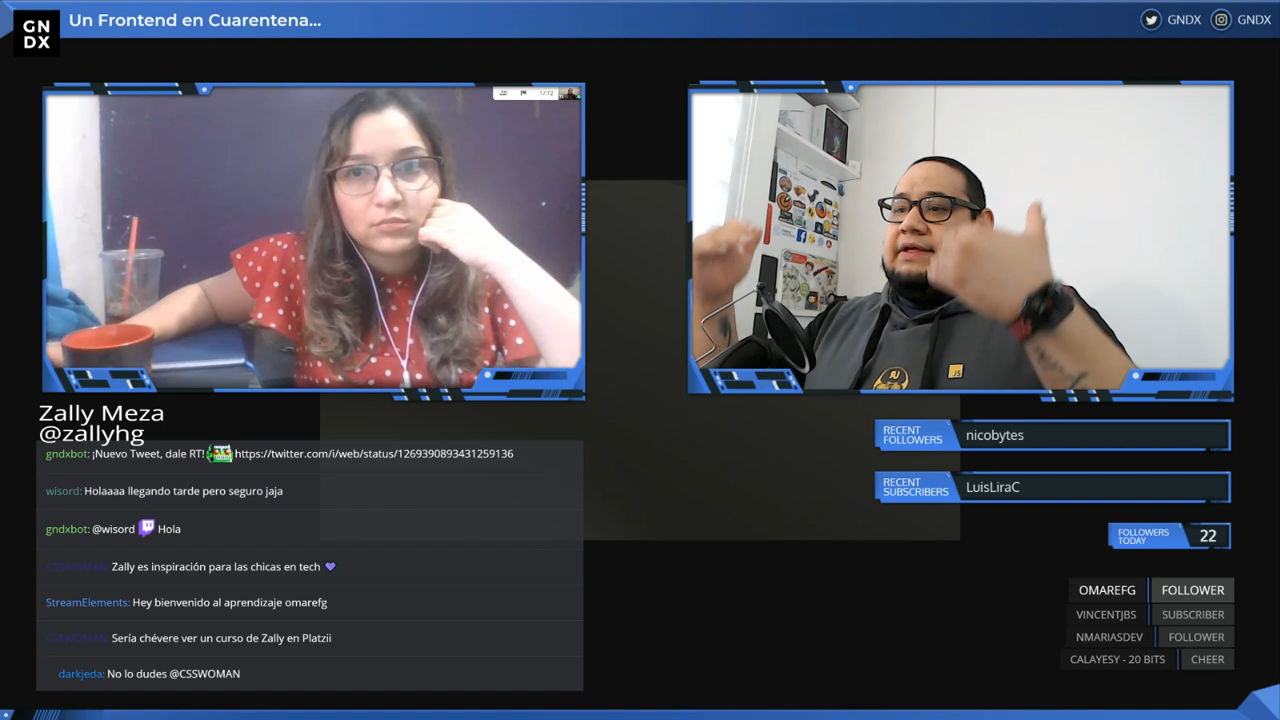 GN
DX
Un Frontend en Cuarentena...
GNDX
GNDX
17:12
JS
Zally Meza
@zallyhg
gndxbot: ¡Nuevo Tweet, dale RT! https://twitter.com/i/web/status/1269390893431259136
wisord: Holaaaa llegando tarde pero seguro jaja
gndxbot: @wisord Hola
CSSWOMAN: Zally es inspiración para las chicas en tech
StreamElements: Hey bienvenido al aprendizaje omarefg
CSSWOMAN: Sería chévere ver un curso de Zally en Platzii
darkjeda: No lo dudes @CSSWOMAN
RECENT
FOLLOWERS
nicobytes
RECENT
SUBSCRIBERS
LuisLiraC
FOLLOWERS
TODAY
22
OMAREFG FOLLOWER
VINCENTJBS SUBSCRIBER
NMARIASDEV FOLLOWER
CALAYESY - 20 BITS CHEER